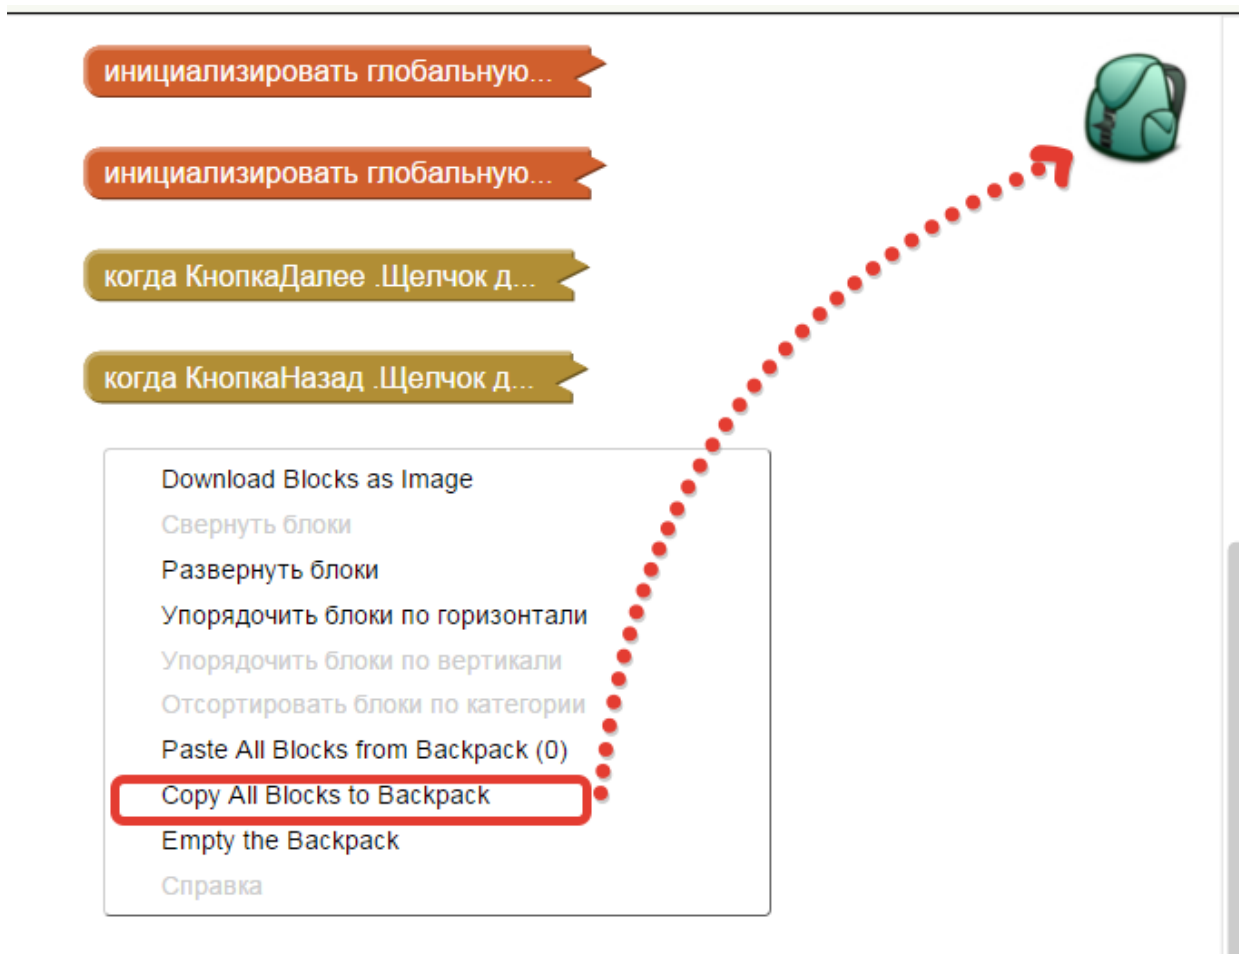 инициализировать глобальную...
инициализировать глобальную...
когда КнопкаДалее .Щелчок д...
когда КнопкаНазад .Щелчок д...
Download Blocks as Image
Свернуть блоки
Развернуть блоки
Упорядочить блоки по горизонтали
Упорядочить блоки по вертикали
Отсортировать блоки по категории
Paste All Blocks from Backpack (0)
Copy All Blocks to Backpack
Empty the Backpack
Справка